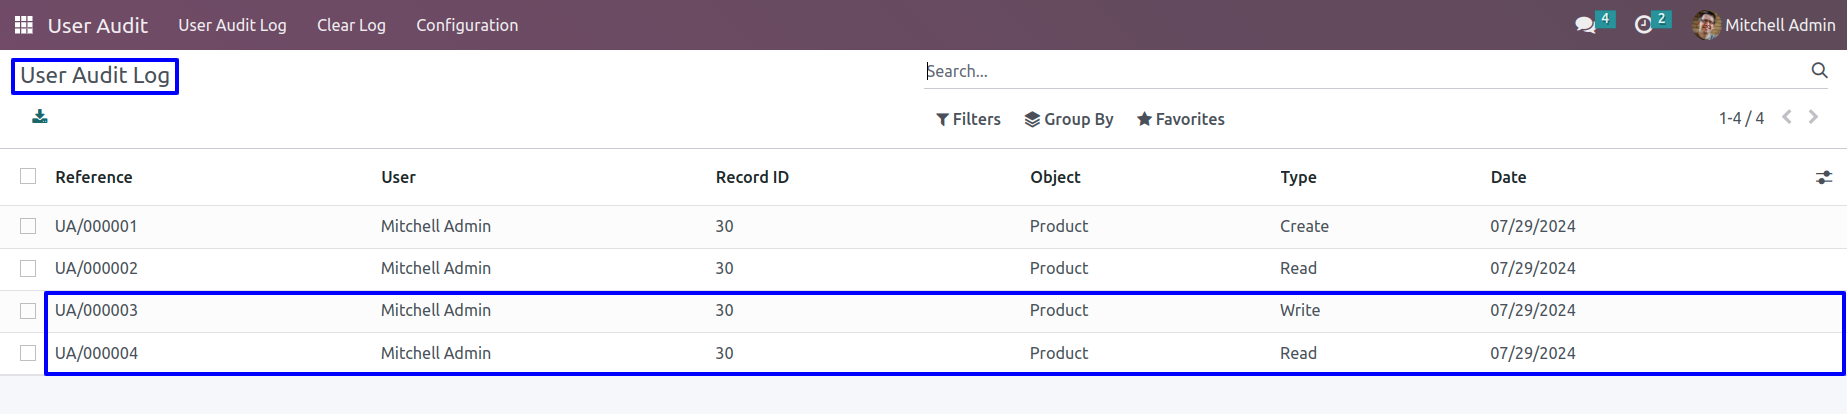 User Audit User Audit Log Clear Log Configuration 4 2 Mitchell Admin
User Audit Log Search...
Filters Group By Favorites 1-4 / 4
Reference User Record ID Object Type Date
UA/000001 Mitchell Admin 30 Product Create 07/29/2024
UA/000002 Mitchell Admin 30 Product Read 07/29/2024
UA/000003 Mitchell Admin 30 Product Write 07/29/2024
UA/000004 Mitchell Admin 30 Product Read 07/29/2024